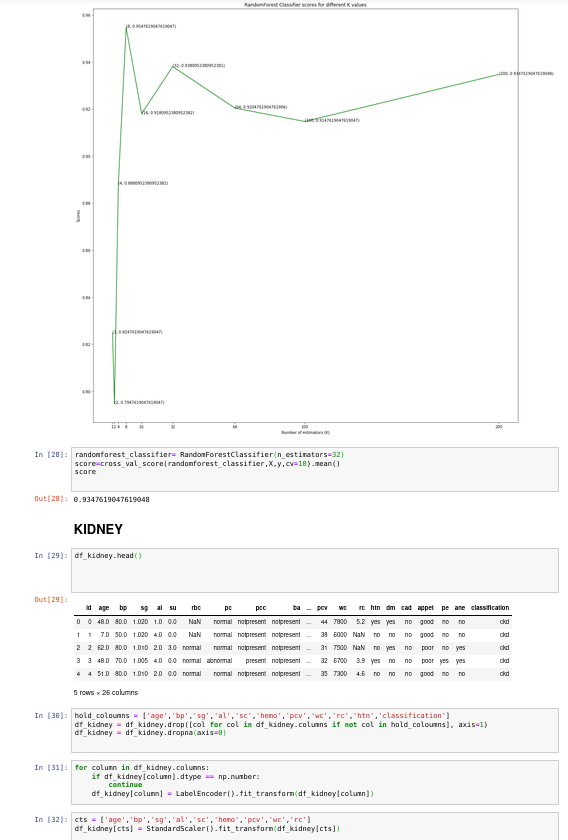 RandomForest Classifier scores for different K values
0.96
0.94
0.92
0.90
0.88
0.86
0.84
0.82
0.80
Scores
(8, 0.9547619047619047)
(32, 0.9380952380952381)
(16, 0.9180952380952382)
(64, 0.9204761904761906)
(100, 0.9147619047619047)
(200, 0.9347619047619048)
(4, 0.8880952380952382)
(1, 0.8247619047619047)
(2, 0.7947619047619047)
1 2 4 8 16 32 64 100 200
Number of estimators (K)
In [28]: randomforest_classifier= RandomForestClassifier(n_estimators=32)
score=cross_val_score(randomforest_classifier,X,y,cv=10).mean()
score
Out[28]: 0.9347619047619048
KIDNEY
In [29]: df_kidney.head()
Out[29]:
id age bp sg al su rbc pc pcc ba ... pcv wc rc htn dm cad appet pe ane classification
0 0 48.0 80.0 1.020 1.0 0.0 NaN normal notpresent notpresent ... 44 7800 5.2 yes yes no good no no ckd
1 1 7.0 50.0 1.020 4.0 0.0 NaN normal notpresent notpresent ... 38 6000 NaN no no no good no no ckd
2 2 62.0 80.0 1.010 2.0 3.0 normal normal notpresent notpresent ... 31 7500 NaN no yes no poor no yes ckd
3 3 48.0 70.0 1.005 4.0 0.0 normal abnormal present notpresent ... 32 6700 3.9 yes no no poor yes yes ckd
4 4 51.0 80.0 1.010 2.0 0.0 normal normal notpresent notpresent ... 35 7300 4.6 no no no good no no ckd
5 rows × 26 columns
In [30]: hold_coloumns = ['age','bp','sg','al','sc','hemo','pcv','wc','rc','htn','classification']
df_kidney = df_kidney.drop([col for col in df_kidney.columns if not col in hold_coloumns], axis=1)
df_kidney = df_kidney.dropna(axis=0)
In [31]: for column in df_kidney.columns:
if df_kidney[column].dtype == np.number:
continue
df_kidney[column] = LabelEncoder().fit_transform(df_kidney[column])
In [32]: cts = ['age','bp','sg','al','sc','hemo','pcv','wc','rc']
df_kidney[cts] = StandardScaler().fit_transform(df_kidney[cts])